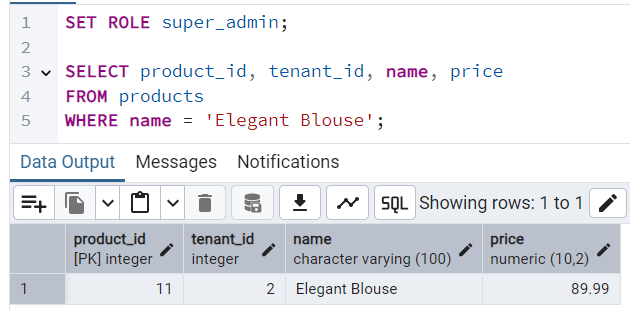 1 SET ROLE super_admin;
2
3 SELECT product_id, tenant_id, name, price
4 FROM products
5 WHERE name = 'Elegant Blouse';
Data Output Messages Notifications
SQL Showing rows: 1 to 1
product_id tenant_id name price
[PK] integer integer character varying (100) numeric (10,2)
1 11 2 Elegant Blouse 89.99